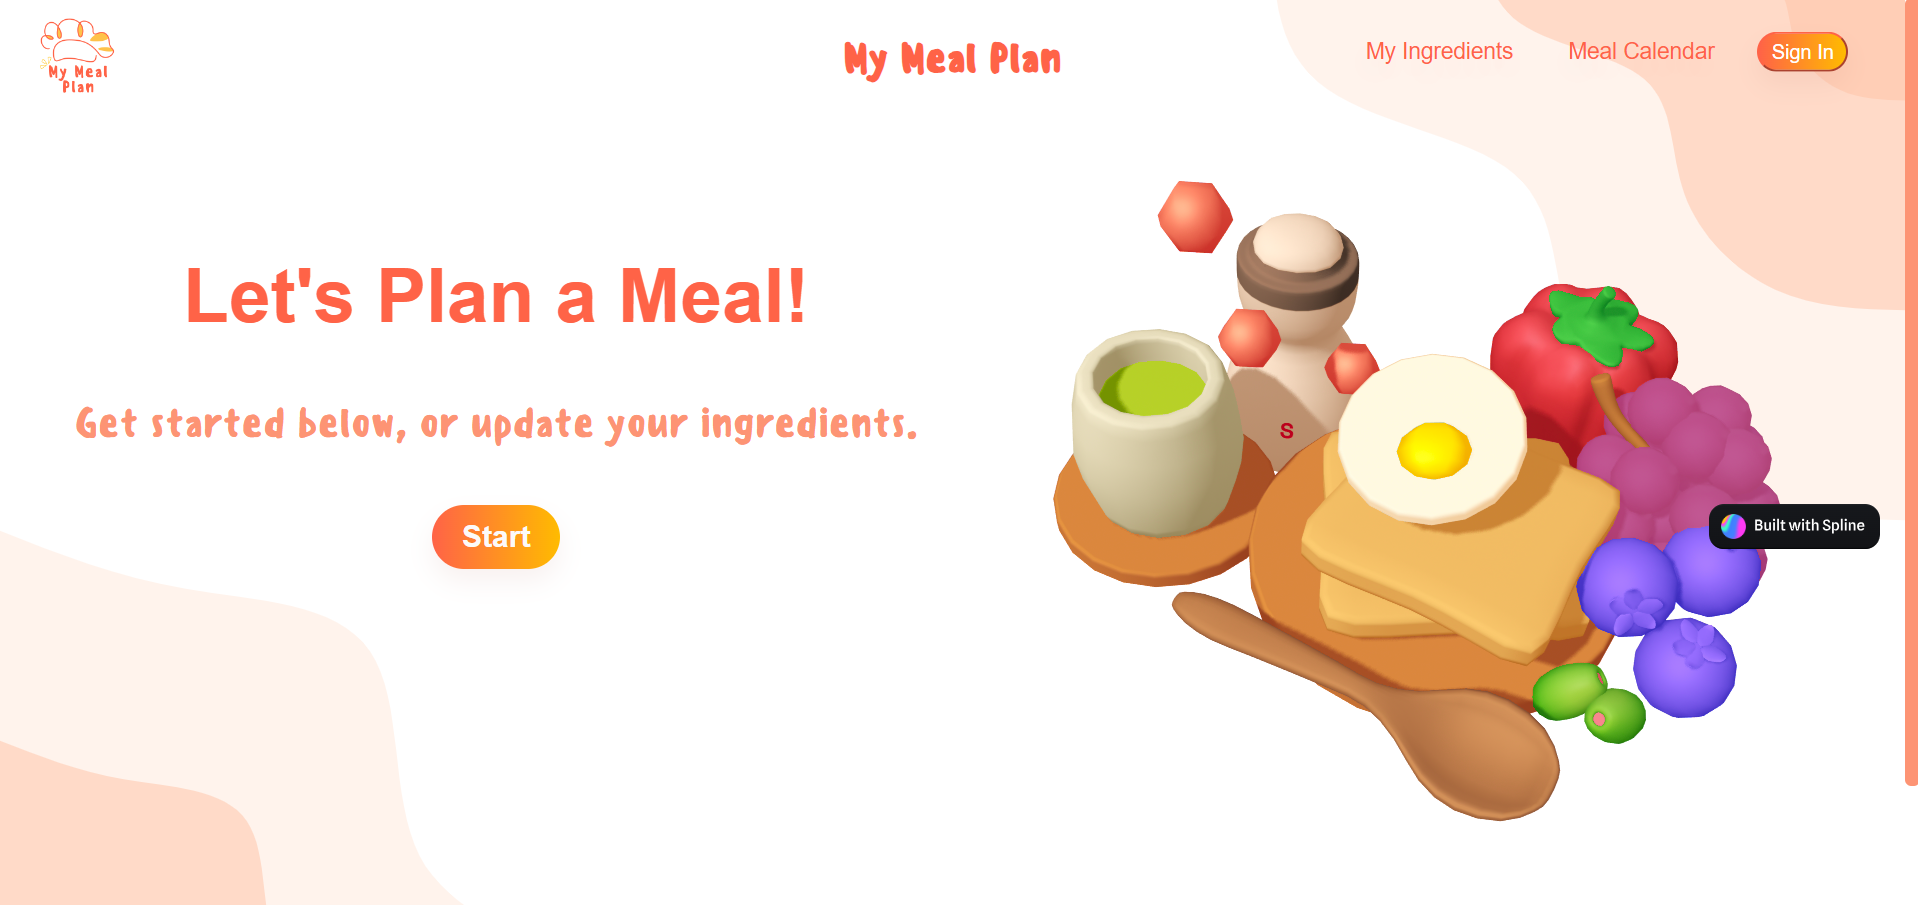 My Meal
Plan
My Meal Plan
My Ingredients
Meal Calendar
Sign In
Let's Plan a Meal!
Get started below, or update your ingredients.
Start
S
Built with Spline